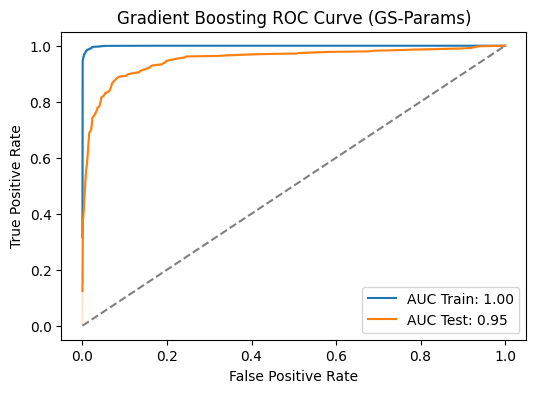 Gradient Boosting ROC Curve (GS-Params)
True Positive Rate
1.0
0.8
0.6
0.4
0.2
0.0
AUC Train: 1.00
AUC Test: 0.95
0.0 0.2 0.4 0.6 0.8 1.0
False Positive Rate